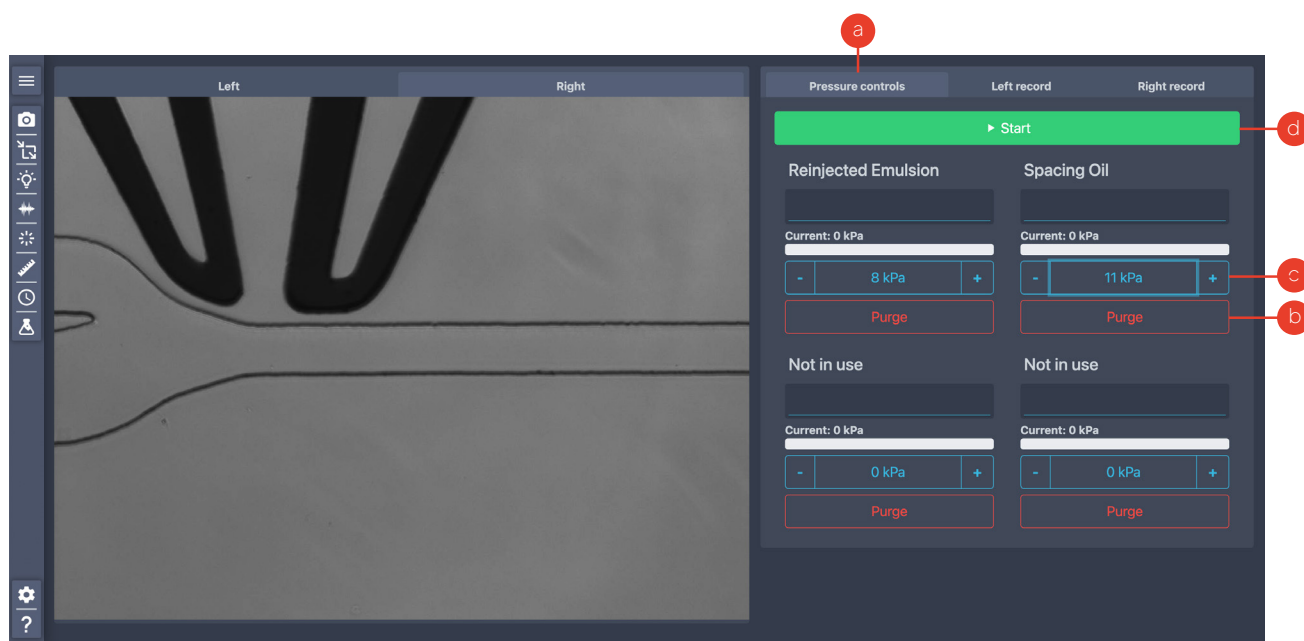 a
Left
Right
Pressure controls
Left record
Right record
Start
d
Reinjected Emulsion
Spacing Oil
Current: 0 kPa
Current: 0 kPa
- 8 kPa +
- 11 kPa +
c
Purge
Purge
b
Not in use
Not in use
Current: 0 kPa
Current: 0 kPa
- 0 kPa +
- 0 kPa +
Purge
Purge
?